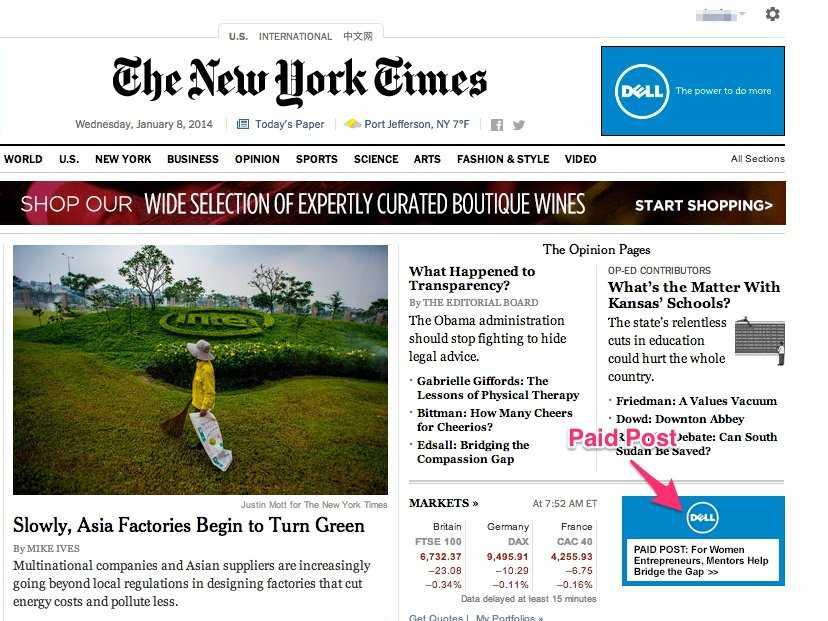 U.S. INTERNATIONAL 中文网
The New York Times
DELL The power to do more
Wednesday, January 8, 2014 Today's Paper Port Jefferson, NY 7°F
WORLD U.S. NEW YORK BUSINESS OPINION SPORTS SCIENCE ARTS FASHION & STYLE VIDEO All Sections
SHOP OUR WIDE SELECTION OF EXPERTLY CURATED BOUTIQUE WINES START SHOPPING>
intel
Justin Mott for The New York Times
Slowly, Asia Factories Begin to Turn Green
By MIKE IVES
Multinational companies and Asian suppliers are increasingly
going beyond local regulations in designing factories that cut
energy costs and pollute less.
The Opinion Pages
What Happened to
Transparency?
By THE EDITORIAL BOARD
The Obama administration
should stop fighting to hide
legal advice.
· Gabrielle Giffords: The
Lessons of Physical Therapy
· Bittman: How Many Cheers
for Cheerios?
· Edsall: Bridging the
Compassion Gap
OP-ED CONTRIBUTORS
What's the Matter With
Kansas' Schools?
The state's relentless
cuts in education
could hurt the whole
country.
· Friedman: A Values Vacuum
· Dowd: Downton Abbey
Debate: Can South
Sudan Be Saved?
Paid Post
MARKETS » At 7:52 AM ET
Britain Germany France
FTSE 100 DAX CAC 40
6,732.37 9,495.91 4,255.93
−23.08 −10.29 −6.75
−0.34% −0.11% −0.16%
Data delayed at least 15 minutes
Get Quotes | My Portfolios »
DELL
PAID POST: For Women
Entrepreneurs, Mentors Help
Bridge the Gap >>